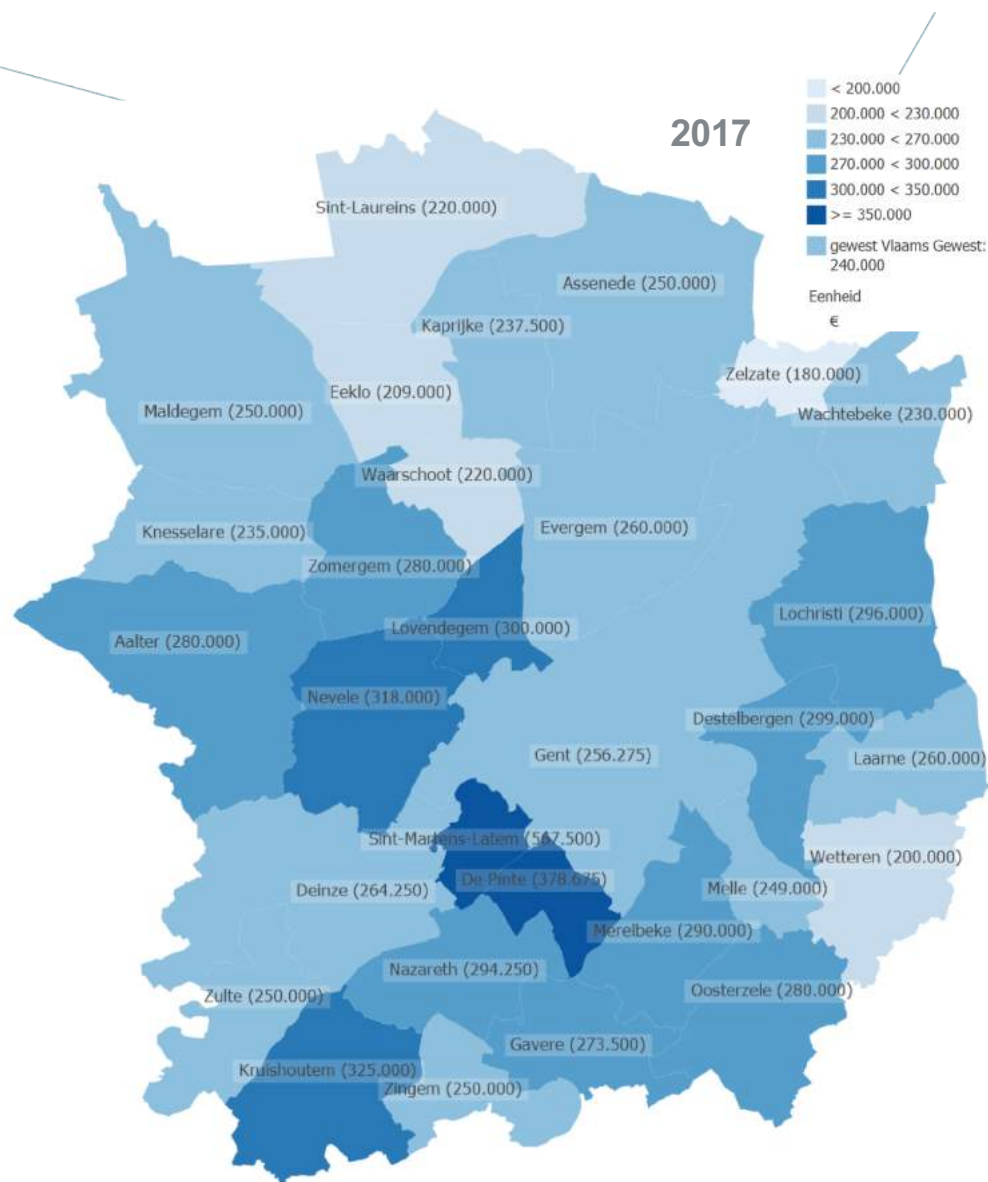 2017
< 200.000
200.000 < 230.000
230.000 < 270.000
270.000 < 300.000
300.000 < 350.000
>= 350.000
gewest Vlaams Gewest:
240.000
Eenheid
€
Sint-Laureins (220.000)
Assenede (250.000)
Kaprijke (237.500)
Zelzate (180.000)
Eeklo (209.000)
Maldegem (250.000)
Wachtebeke (230.000)
Waarschoot (220.000)
Evergem (260.000)
Knesselare (235.000)
Zomergem (280.000)
Lochristi (296.000)
Lovendegem (300.000)
Aalter (280.000)
Nevele (318.000)
Destelbergen (299.000)
Gent (256.275)
Laarne (260.000)
Sint-Martens-Latem (567.500)
Wetteren (200.000)
De Pinte (378.675)
Deinze (264.250)
Melle (249.000)
Merelbeke (290.000)
Nazareth (294.250)
Oosterzele (280.000)
Zulte (250.000)
Gavere (273.500)
Kruishoutem (325.000)
Zingem (250.000)